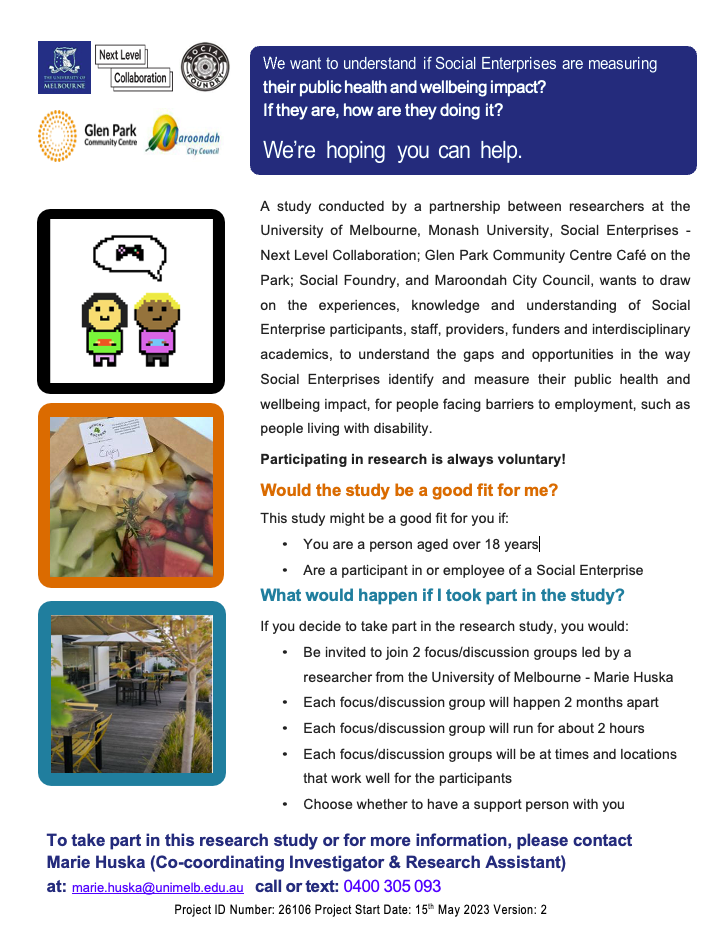 THE UNIVERSITY OF
MELBOURNE
Next Level
Collaboration
SOCIAL
FOUNDRY
Glen Park
Community Centre
Maroondah
City Council
We want to understand if Social Enterprises are measuring
their public health and wellbeing impact?
If they are, how are they doing it?
We're hoping you can help.
A study conducted by a partnership between researchers at the
University of Melbourne, Monash University, Social Enterprises -
Next Level Collaboration; Glen Park Community Centre Café on the
Park; Social Foundry, and Maroondah City Council, wants to draw
on the experiences, knowledge and understanding of Social
Enterprise participants, staff, providers, funders and interdisciplinary
academics, to understand the gaps and opportunities in the way
Social Enterprises identify and measure their public health and
wellbeing impact, for people facing barriers to employment, such as
people living with disability.
Participating in research is always voluntary!
Would the study be a good fit for me?
This study might be a good fit for you if:
• You are a person aged over 18 years
• Are a participant in or employee of a Social Enterprise
What would happen if I took part in the study?
If you decide to take part in the research study, you would:
• Be invited to join 2 focus/discussion groups led by a
researcher from the University of Melbourne - Marie Huska
• Each focus/discussion group will happen 2 months apart
• Each focus/discussion group will run for about 2 hours
• Each focus/discussion groups will be at times and locations
that work well for the participants
• Choose whether to have a support person with you
Enjoy
To take part in this research study or for more information, please contact
Marie Huska (Co-coordinating Investigator & Research Assistant)
at: marie.huska@unimelb.edu.au call or text: 0400 305 093
Project ID Number: 26106 Project Start Date: 15th May 2023 Version: 2